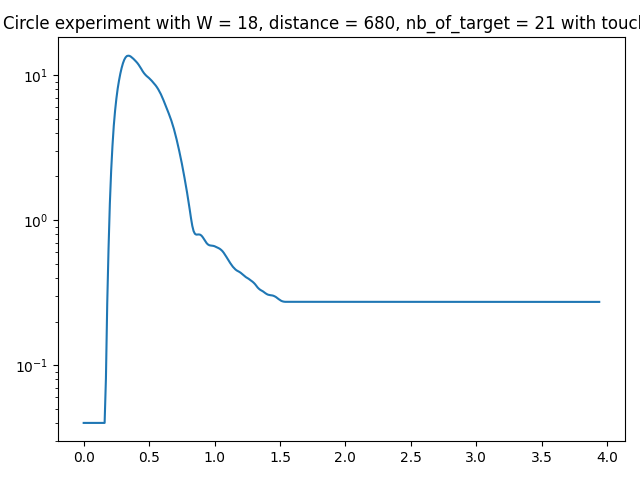 Circle experiment with W = 18, distance = 680, nb_of_target = 21 with
10¹
10⁰
10⁻¹
0.0 0.5 1.0 1.5 2.0 2.5 3.0 3.5 4.0